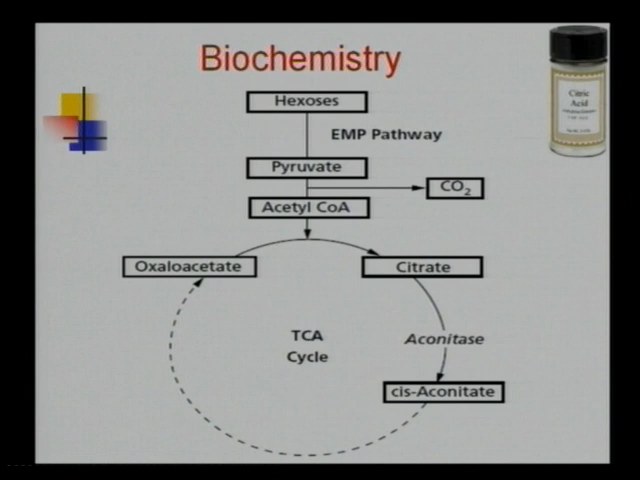 Biochemistry
Citric
Acid
Hexoses
EMP Pathway
Pyruvate
CO2
Acetyl CoA
Oxaloacetate
Citrate
TCA
Cycle
Aconitase
cis-Aconitate